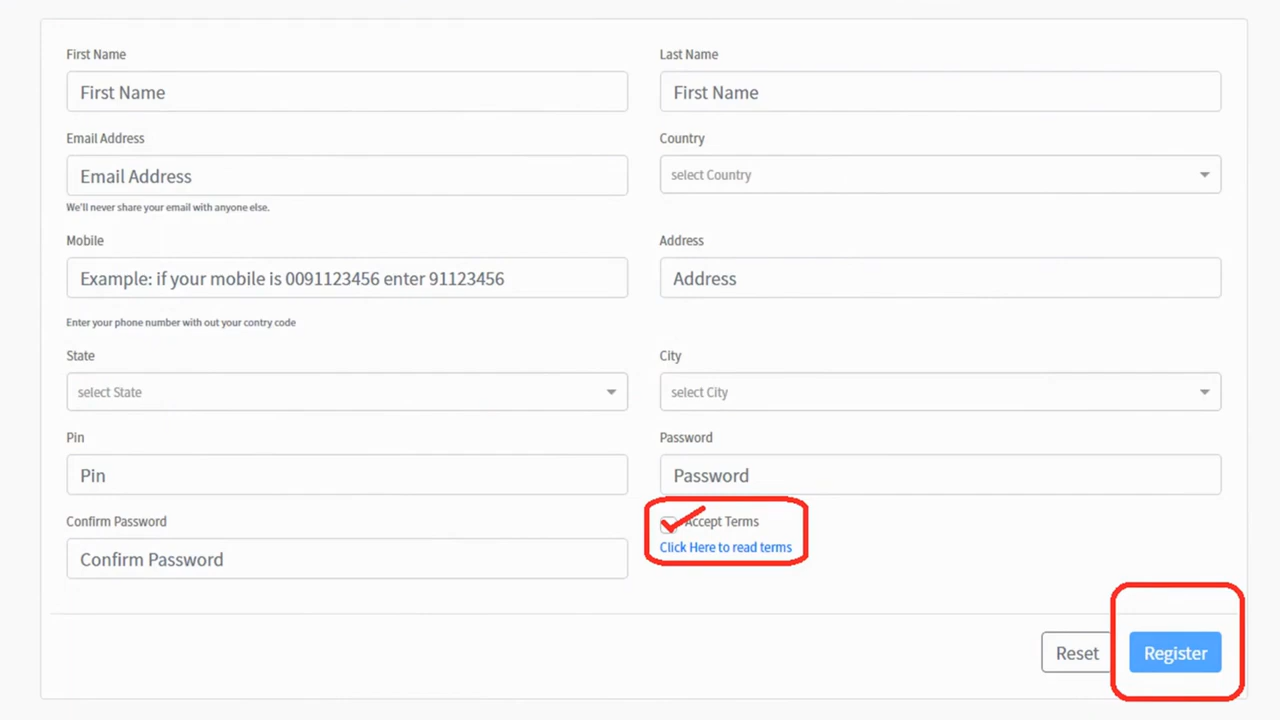 First Name
Last Name
First Name
First Name
Email Address
Country
Email Address
select Country
We'll never share your email with anyone else.
Mobile
Address
Example: if your mobile is 0091123456 enter 91123456
Address
Enter your phone number with out your contry code
State
City
select State
select City
Pin
Password
Pin
Password
Confirm Password
Accept Terms
Click Here to read terms
Confirm Password
Reset
Register